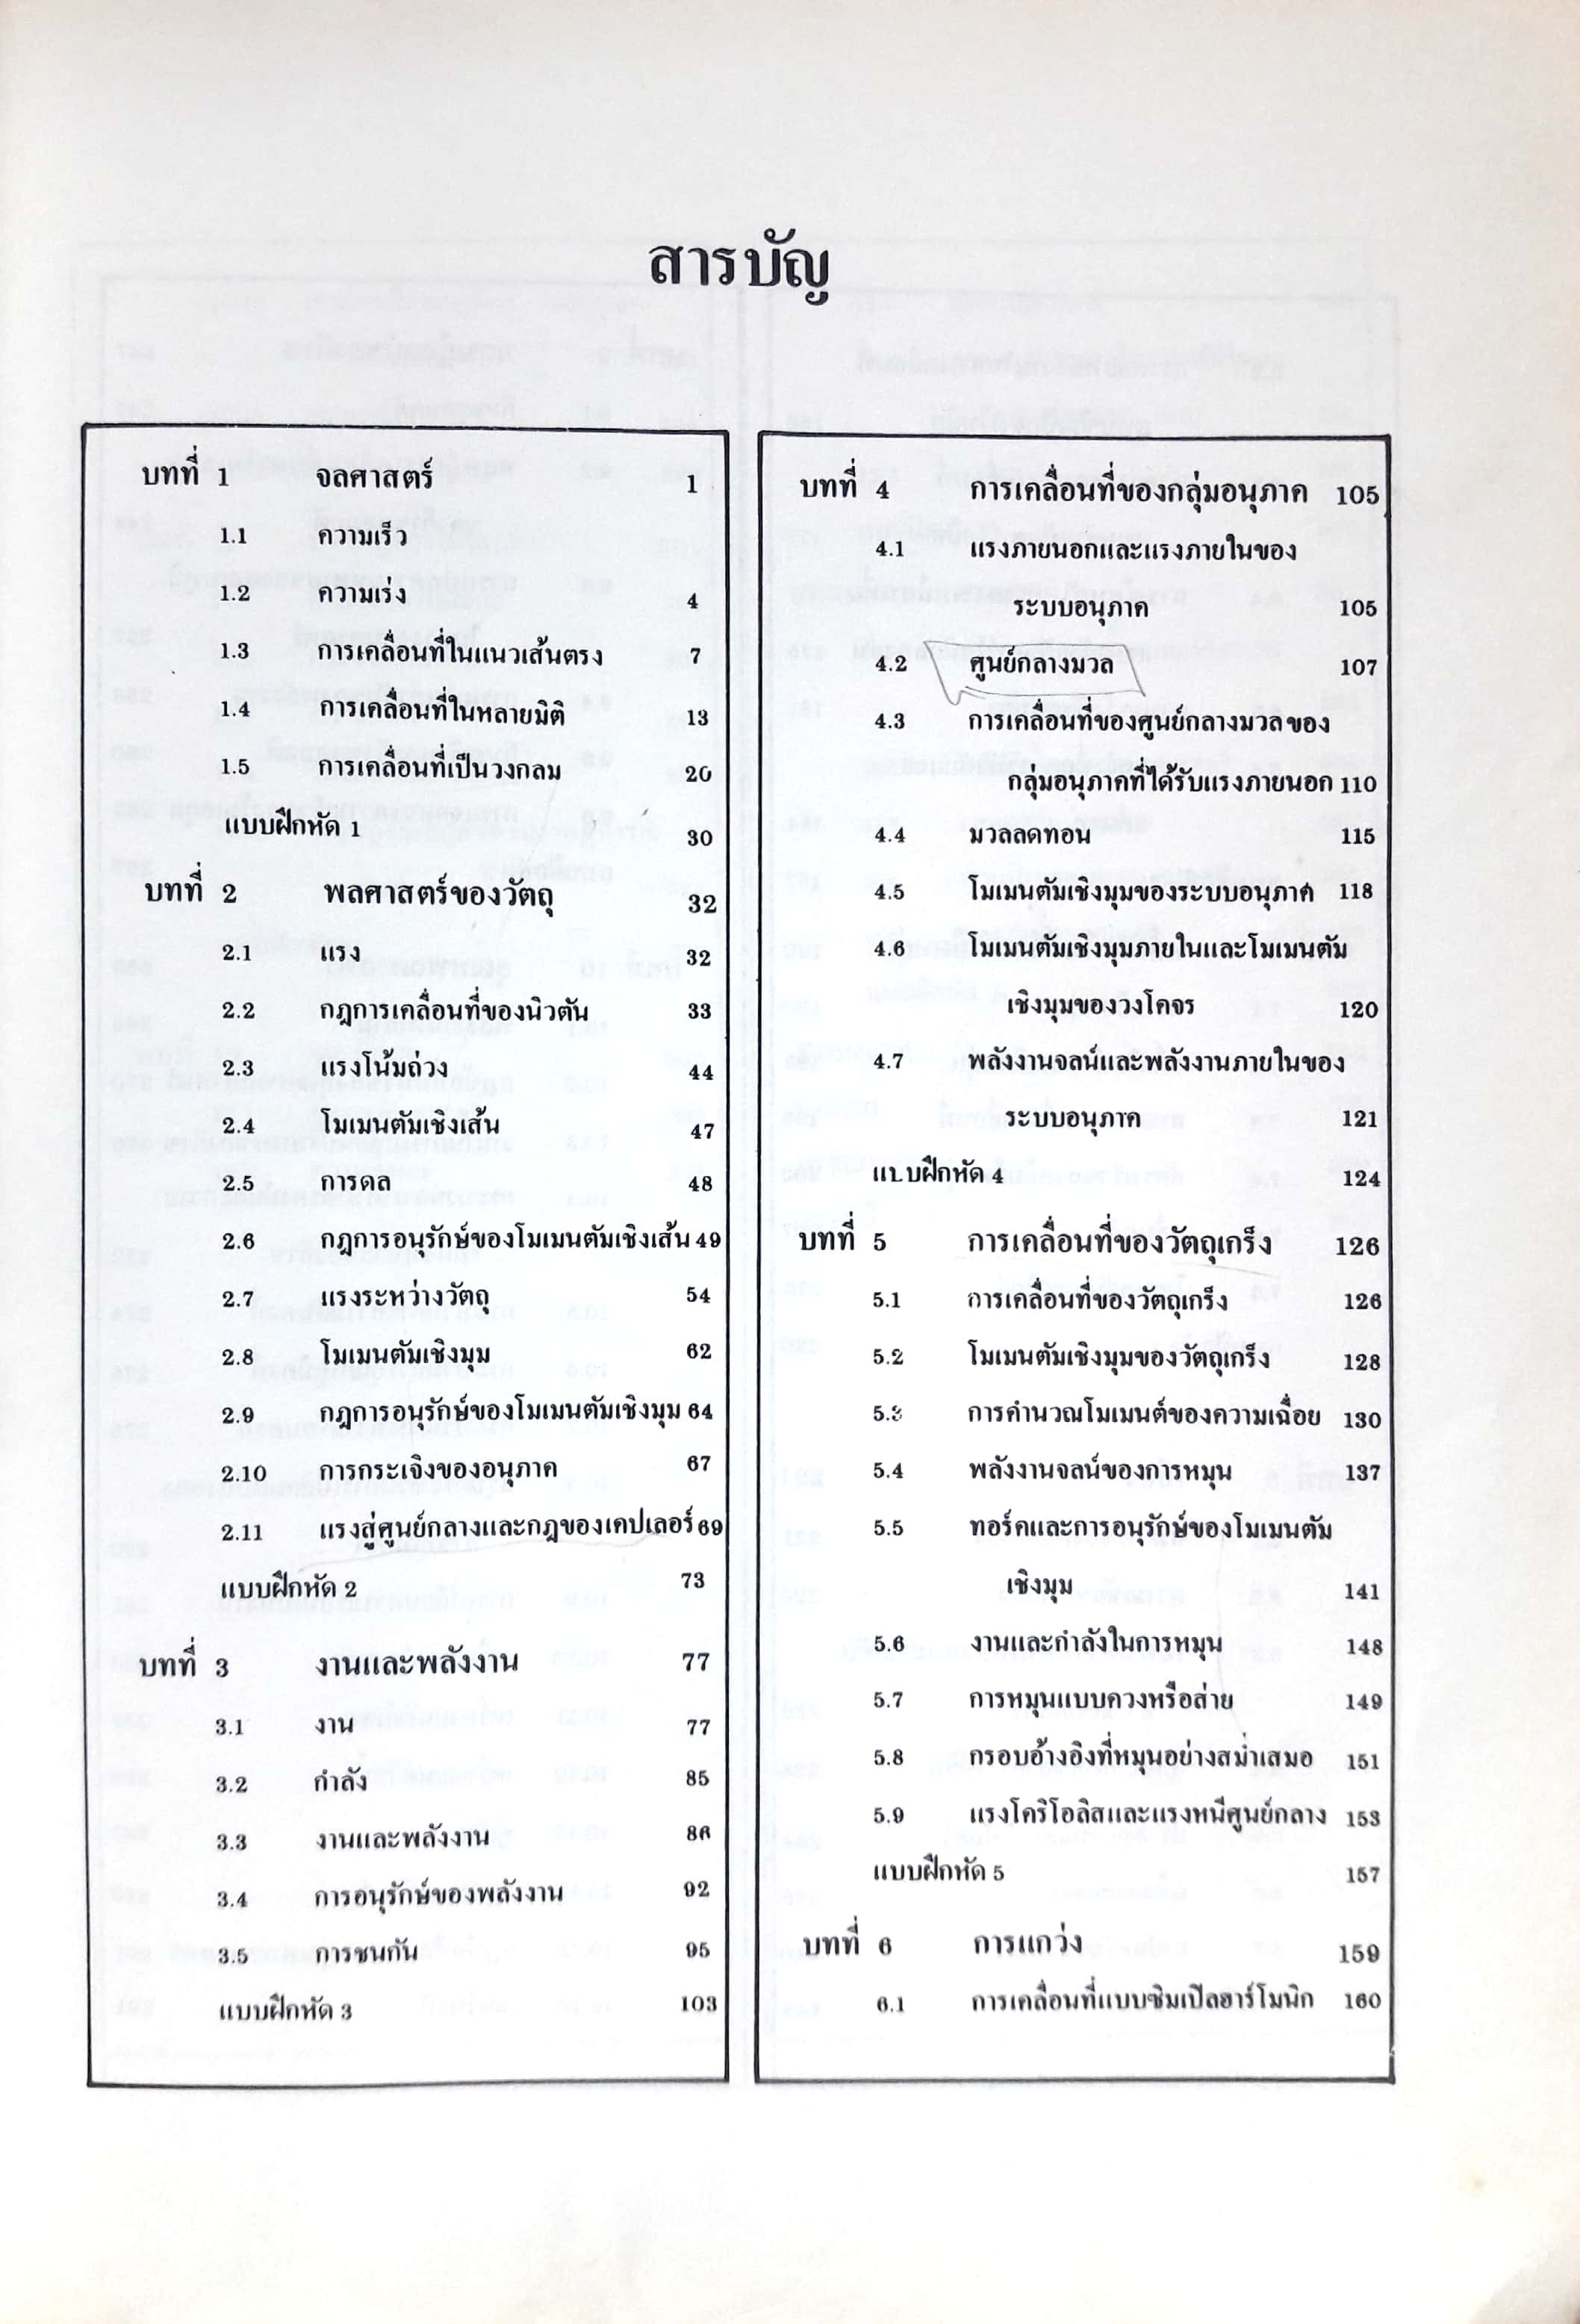 สารบัญ
บทที่ 1 จลศาสตร์ 1
1.1 ความเร็ว
1.2 ความเร่ง 4
1.3 การเคลื่อนที่ในแนวเส้นตรง 7
1.4 การเคลื่อนที่ในหลายมิติ 13
1.5 การเคลื่อนที่เป็นวงกลม 20
แบบฝึกหัด 1 30
บทที่ 2 พลศาสตร์ของวัตถุ 32
2.1 แรง 32
2.2 กฎการเคลื่อนที่ของนิวตัน 33
2.3 แรงโน้มถ่วง 44
2.4 โมเมนตัมเชิงเส้น 47
2.5 การดล 48
2.6 กฎการอนุรักษ์ของโมเมนตัมเชิงเส้น 49
2.7 แรงระหว่างวัตถุ 54
2.8 โมเมนตัมเชิงมุม 62
2.9 กฎการอนุรักษ์ของโมเมนตัมเชิงมุม 64
2.10 การกระเจิงของอนุภาค 67
2.11 แรงสู่ศูนย์กลางและกฎของเคปเลอร์ 69
แบบฝึกหัด 2 73
บทที่ 3 งานและพลังงาน 77
3.1 งาน 77
3.2 กำลัง 85
3.3 งานและพลังงาน 86
3.4 การอนุรักษ์ของพลังงาน 92
3.5 การชนกัน 95
แบบฝึกหัด 3 103
บทที่ 4 การเคลื่อนที่ของกลุ่มอนุภาค 105
4.1 แรงภายนอกและแรงภายในของ
ระบบอนุภาค 105
4.2 ศูนย์กลางมวล 107
4.3 การเคลื่อนที่ของศูนย์กลางมวลของ
กลุ่มอนุภาคที่ได้รับแรงภายนอก 110
4.4 มวลลดทอน 115
4.5 โมเมนตัมเชิงมุมของระบบอนุภาค 118
4.6 โมเมนตัมเชิงมุมภายในและโมเมนตัม
เชิงมุมของวงโคจร 120
4.7 พลังงานจลน์และพลังงานภายในของ
ระบบอนุภาค 121
แบบฝึกหัด 4 124
บทที่ 5 การเคลื่อนที่ของวัตถุเกร็ง 126
5.1 การเคลื่อนที่ของวัตถุเกร็ง 126
5.2 โมเมนตัมเชิงมุมของวัตถุเกร็ง 128
5.3 การคำนวณโมเมนต์ของความเฉื่อย 130
5.4 พลังงานจลน์ของการหมุน 137
5.5 ทอร์คและการอนุรักษ์ของโมเมนตัม
เชิงมุม 141
5.6 งานและกำลังในการหมุน 148
5.7 การหมุนแบบควงหรือส่าย 149
5.8 กรอบอ้างอิงที่หมุนอย่างสม่ำเสมอ 151
5.9 แรงโคริโอลิสและแรงหนีศูนย์กลาง 153
แบบฝึกหัด 5 157
บทที่ 6 การแกว่ง 159
6.1 การเคลื่อนที่แบบซิมเปิลฮาร์โมนิก 160